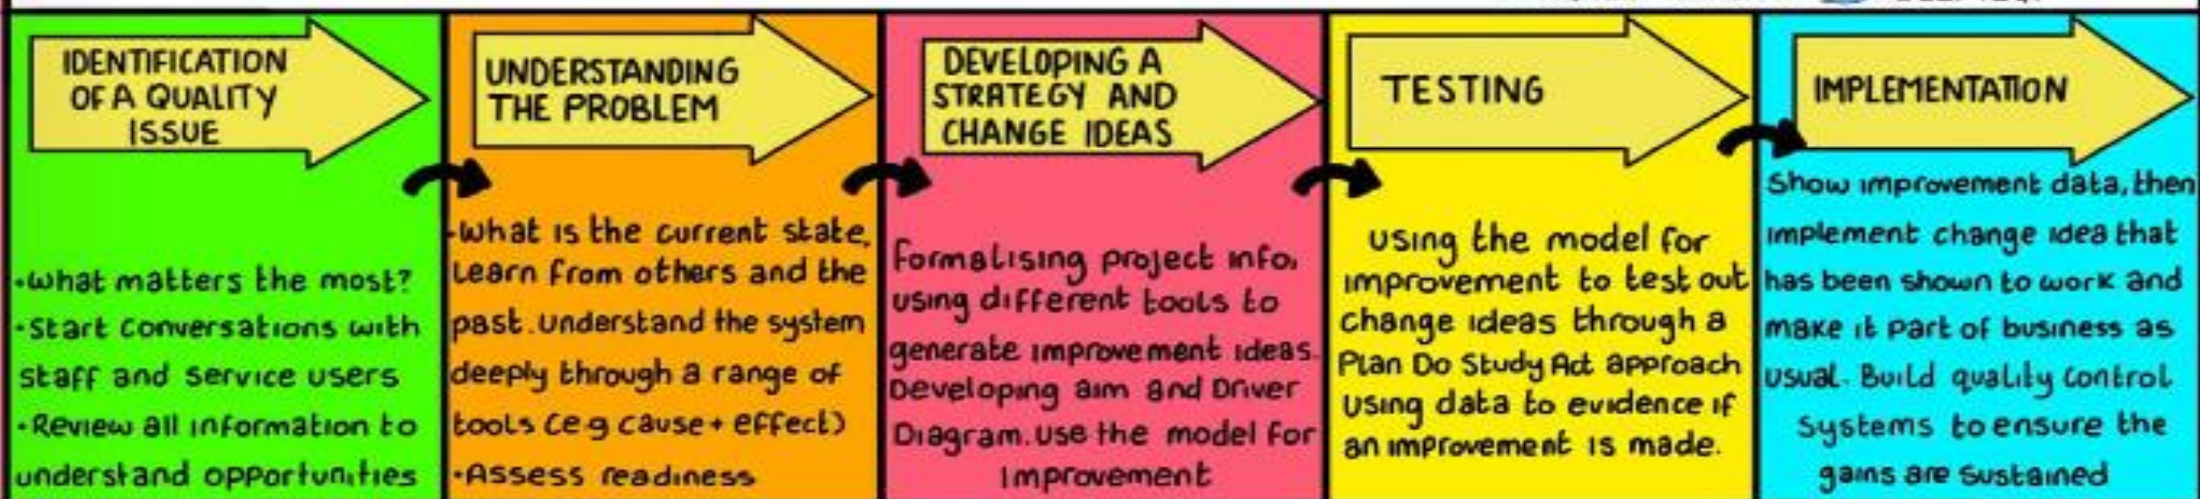 IDENTIFICATION
OF A QUALITY
ISSUE
•What matters the most?
•Start conversations with
staff and service users
•Review all information to
understand opportunities
UNDERSTANDING
THE PROBLEM
•What is the current state,
Learn from others and the
past. Understand the system
deeply through a range of
tools (e.g cause + effect)
•Assess readiness
DEVELOPING A
STRATEGY AND
CHANGE IDEAS
Formalising project info,
using different tools to
generate improvement ideas.
Developing aim and Driver
Diagram. Use the model for
Improvement
TESTING
Using the model for
improvement to test out
change ideas through a
Plan Do Study Act approach
Using data to evidence if
an improvement is made.
IMPLEMENTATION
Show improvement data, then
implement change idea that
has been shown to work and
make it part of business as
usual. Build quality control
Systems to ensure the
gains are sustained